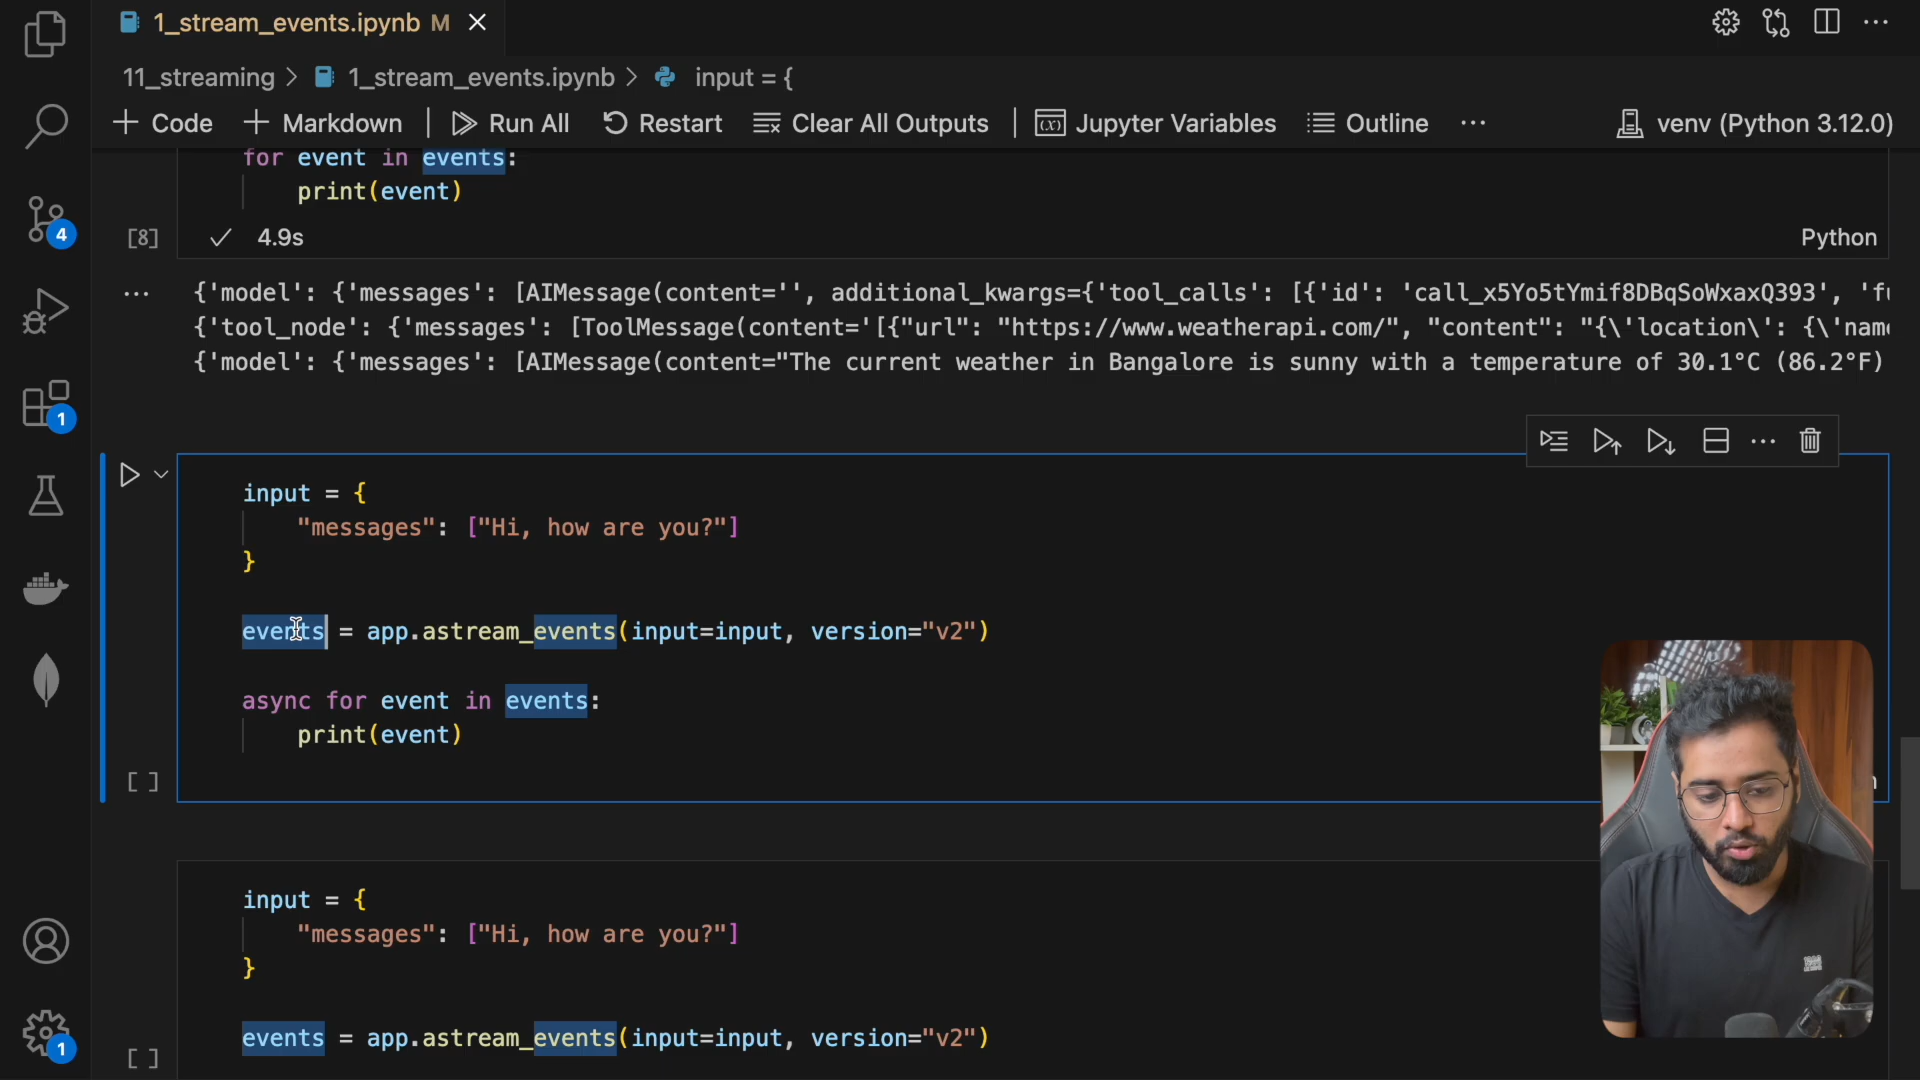 1_stream_events.ipynb M
11_streaming > 1_stream_events.ipynb > input = {
+ Code + Markdown | Run All Restart Clear All Outputs | Jupyter Variables Outline ··· venv (Python 3.12.0)
for event in events:
print(event)
[8] ✓ 4.9s Python
··· {'model': {'messages': [AIMessage(content='', additional_kwargs={'tool_calls': [{'id': 'call_x5Yo5tYmif8DBqSoWxaxQ393', 'fu
{'tool_node': {'messages': [ToolMessage(content='[{"url": "https://www.weatherapi.com/", "content": "{\'location\': {\'name
{'model': {'messages': [AIMessage(content="The current weather in Bangalore is sunny with a temperature of 30.1°C (86.2°F)
input = {
"messages": ["Hi, how are you?"]
}
events = app.astream_events(input=input, version="v2")
async for event in events:
print(event)
[ ]
input = {
"messages": ["Hi, how are you?"]
}
events = app.astream_events(input=input, version="v2")
[ ]
4
1
1